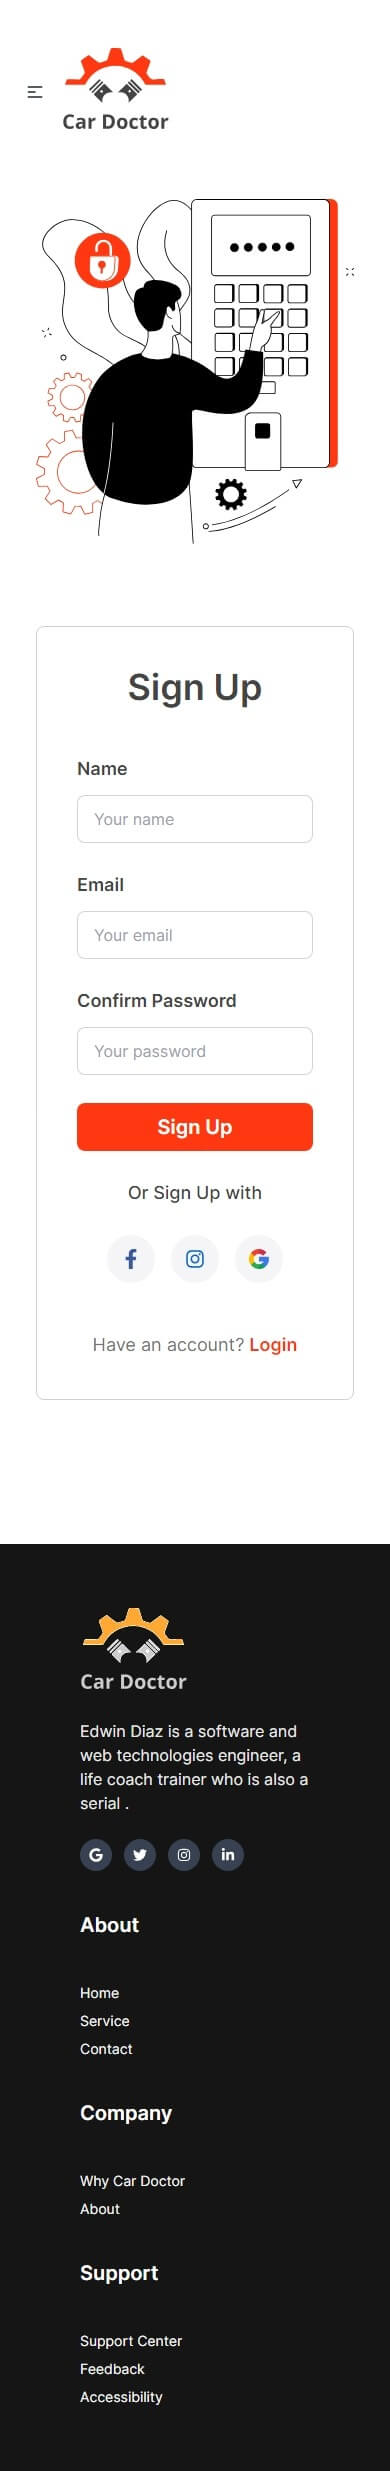 Car Doctor
Sign Up
Name
Your name
Email
Your email
Confirm Password
Your password
Sign Up
Or Sign Up with
Have an account? Login
Car Doctor
Edwin Diaz is a software and
web technologies engineer, a
life coach trainer who is also a
serial .
About
Home
Service
Contact
Company
Why Car Doctor
About
Support
Support Center
Feedback
Accessibility